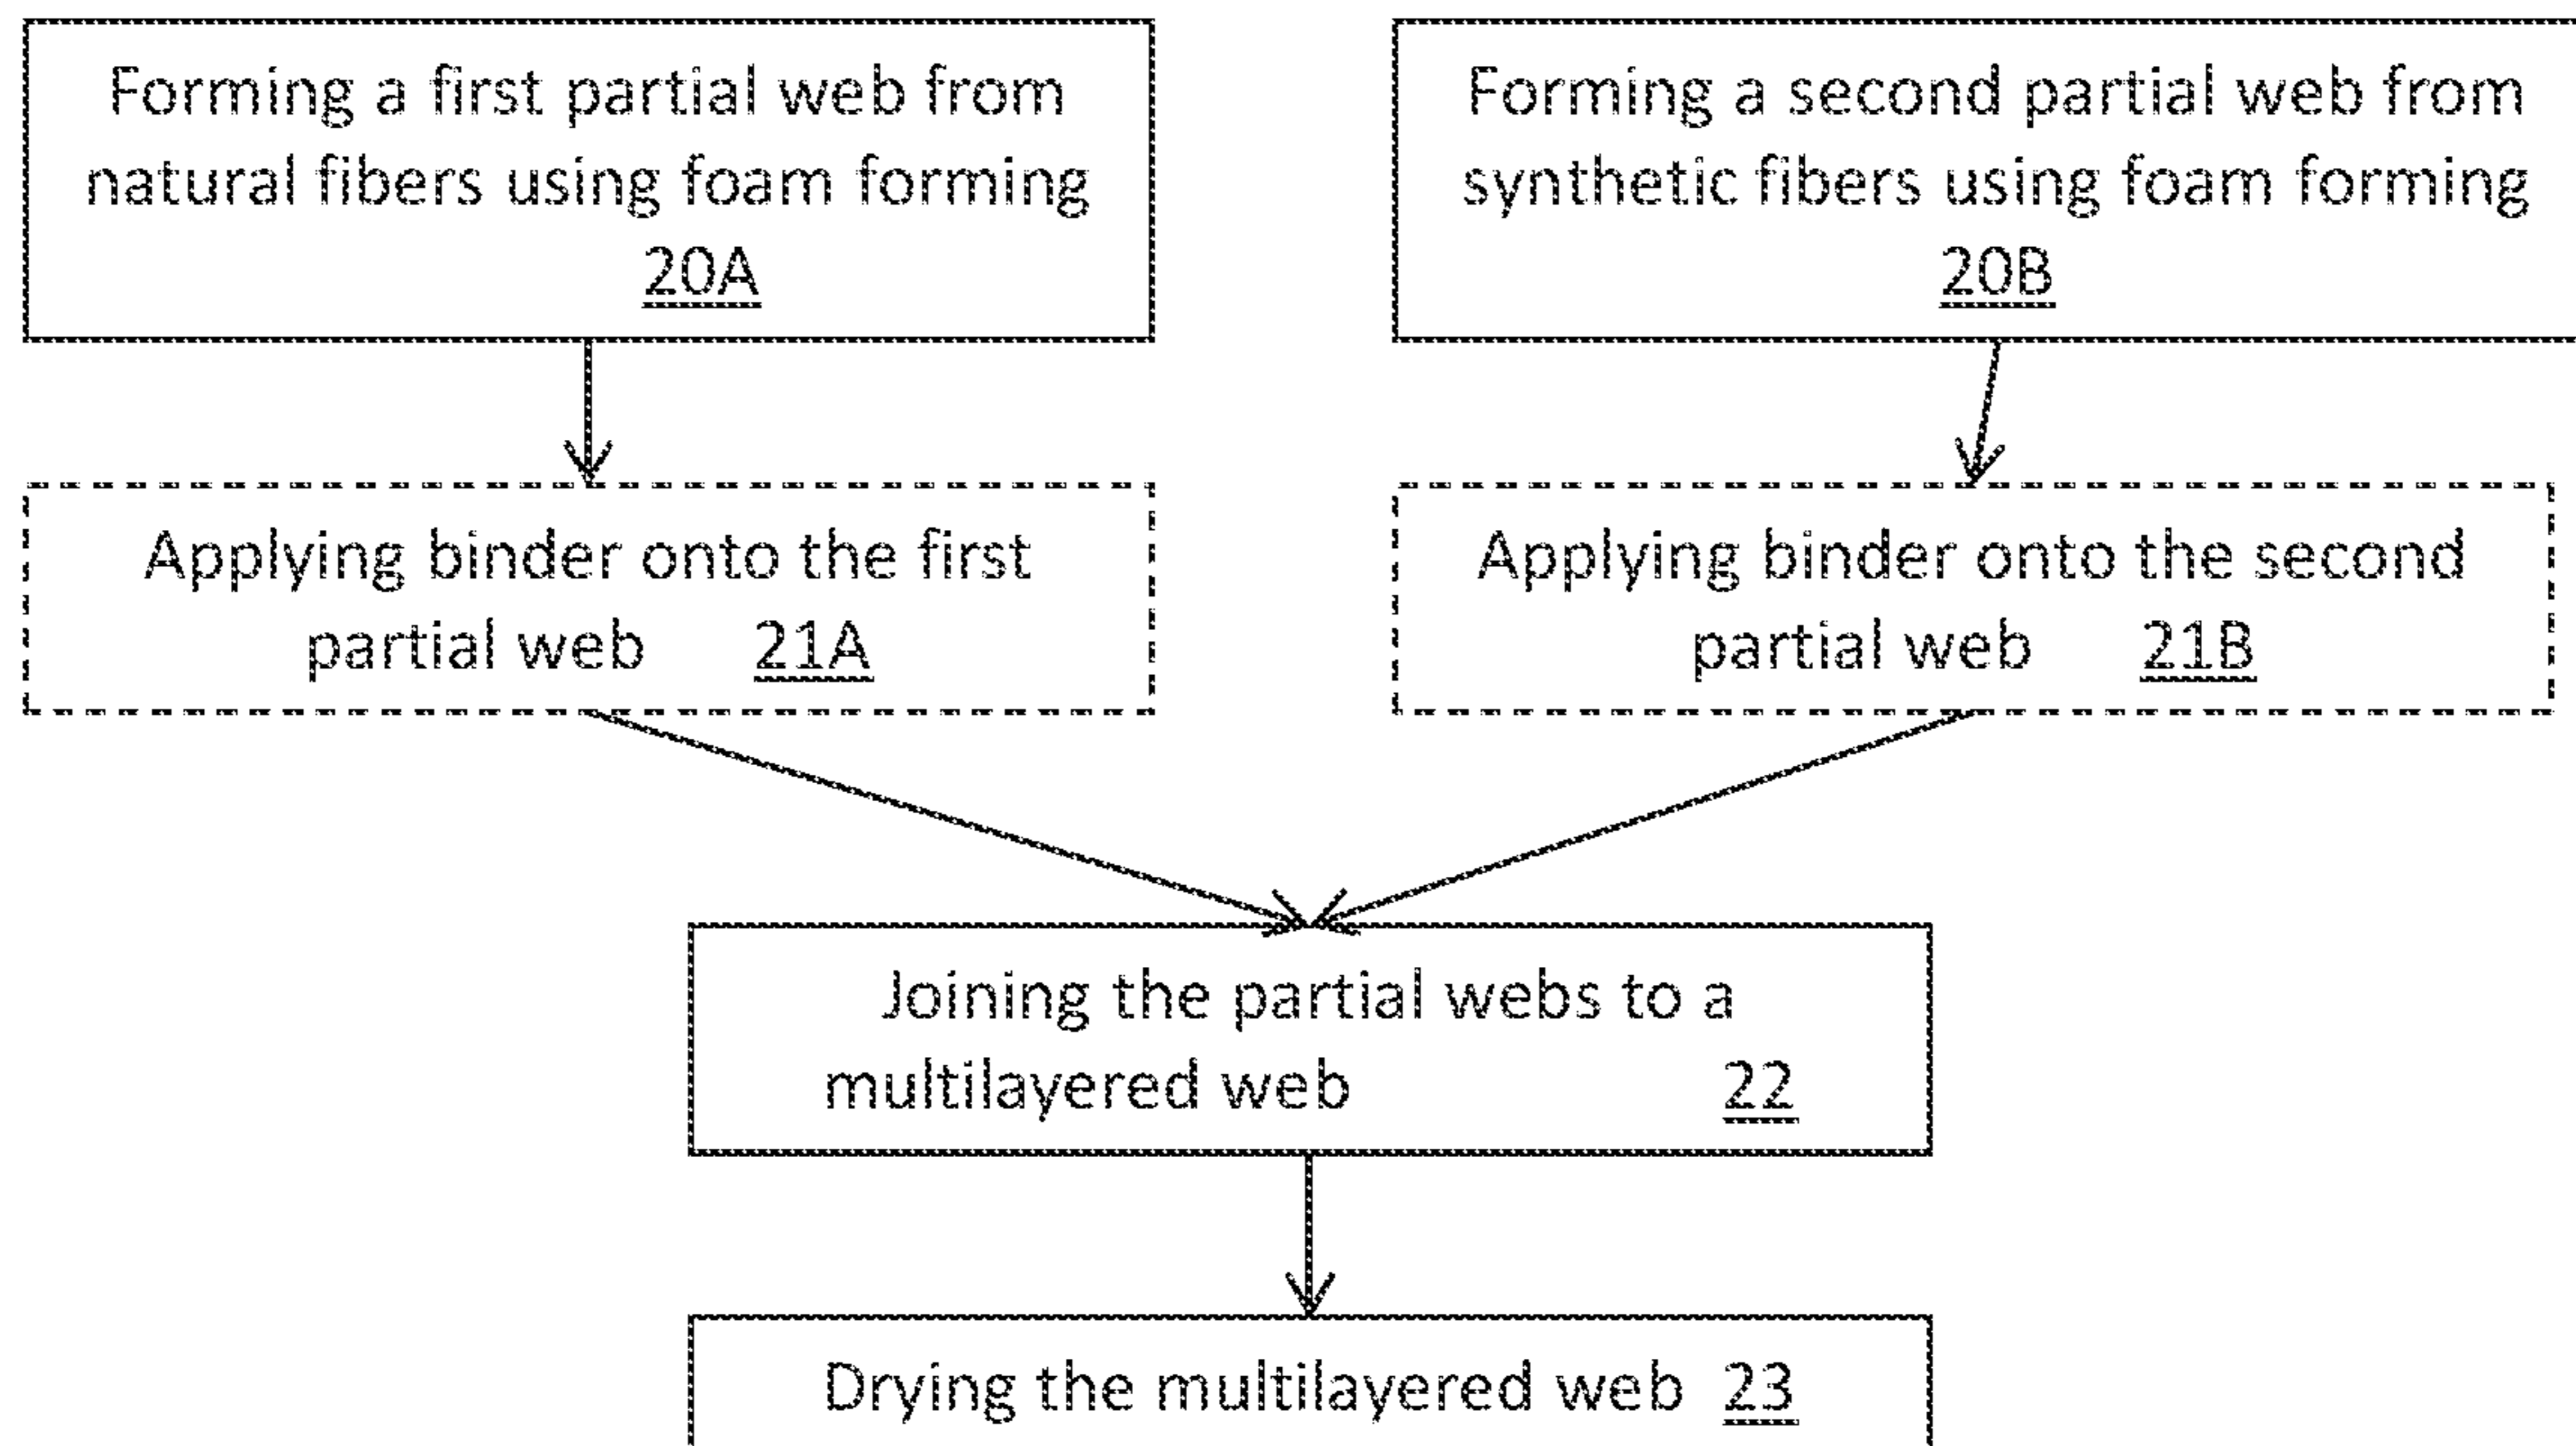 Forming a first partial web from
natural fibers using foam forming
20A
Forming a second partial web from
synthetic fibers using foam forming
20B
Applying binder onto the first
partial web 21A
Applying binder onto the second
partial web 21B
Joining the partial webs to a
multilayered web 22
Drying the multilayered web 23